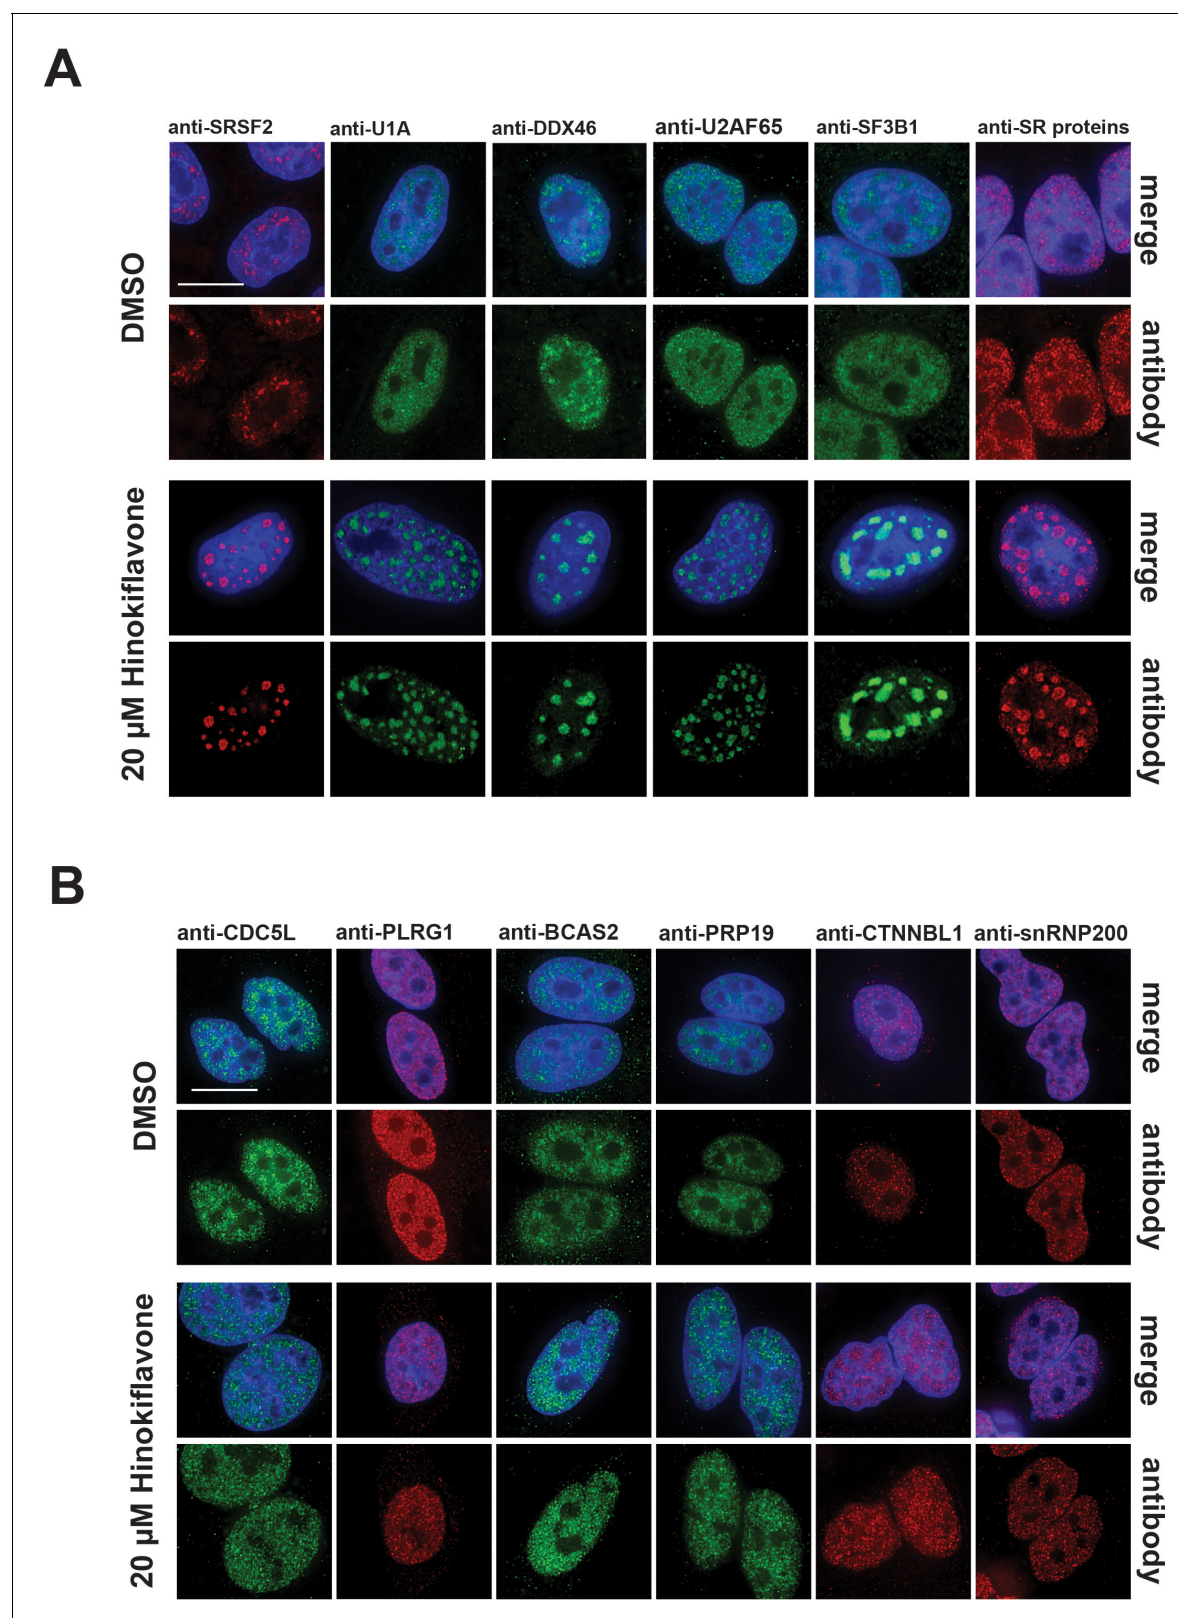 A
anti-SRSF2 anti-U1A anti-DDX46 anti-U2AF65 anti-SF3B1 anti-SR proteins
DMSO
merge
antibody
20 µM Hinokiflavone
merge
antibody
B
anti-CDC5L anti-PLRG1 anti-BCAS2 anti-PRP19 anti-CTNNBL1 anti-snRNP200
DMSO
merge
antibody
20 µM Hinokiflavone
merge
antibody